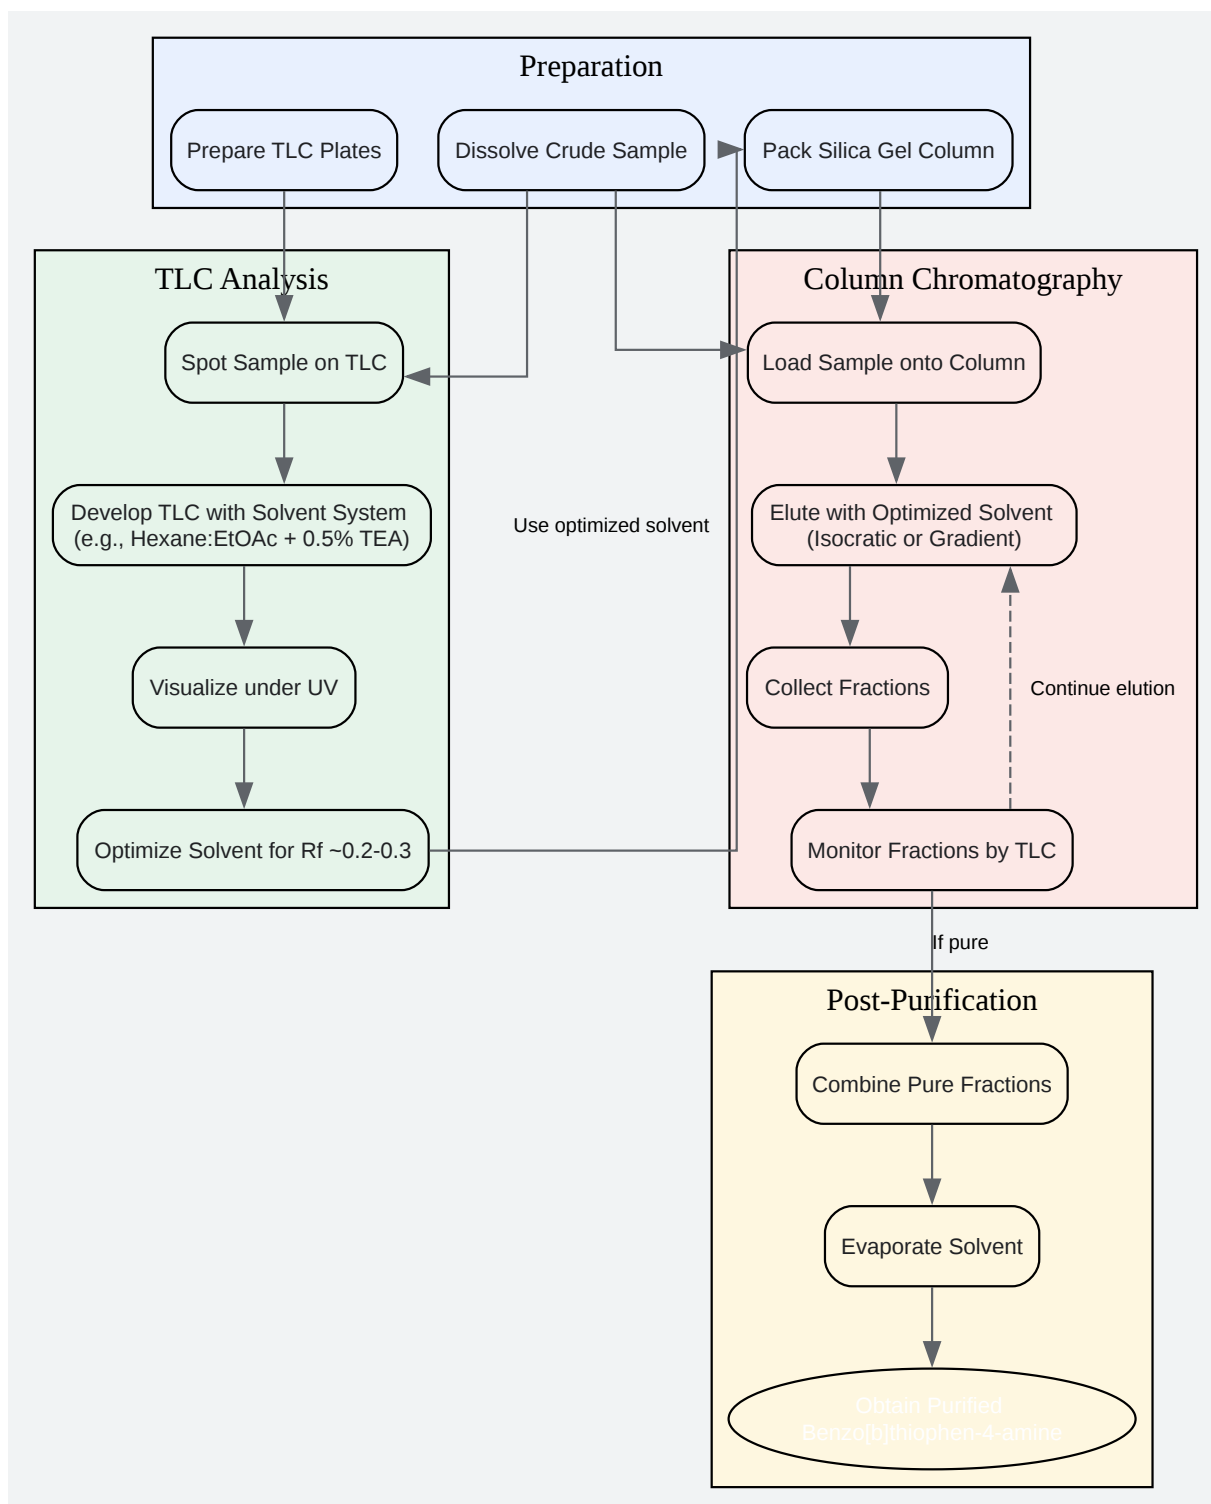 Preparation
Prepare TLC Plates
Dissolve Crude Sample
Pack Silica Gel Column
TLC Analysis
Column Chromatography
Spot Sample on TLC
Load Sample onto Column
Develop TLC with Solvent System
(e.g., Hexane:EtOAc + 0.5% TEA)
Use optimized solvent
Elute with Optimized Solvent
(Isocratic or Gradient)
Visualize under UV
Collect Fractions
Continue elution
Optimize Solvent for Rf ~0.2-0.3
Monitor Fractions by TLC
If pure
Post-Purification
Combine Pure Fractions
Evaporate Solvent
Obtain Purified
Benzo[b]thiophen-4-amine